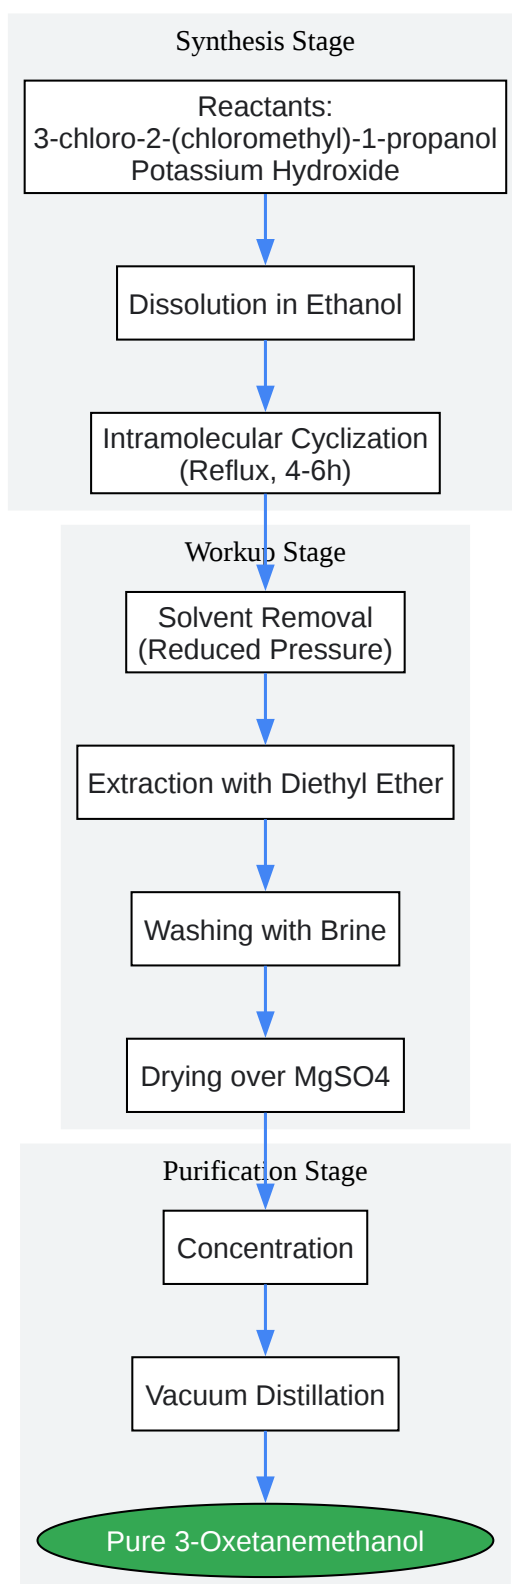 Synthesis Stage
Reactants:
3-chloro-2-(chloromethyl)-1-propanol
Potassium Hydroxide
Dissolution in Ethanol
Intramolecular Cyclization
(Reflux, 4-6h)
Workup Stage
Solvent Removal
(Reduced Pressure)
Extraction with Diethyl Ether
Washing with Brine
Drying over MgSO4
Purification Stage
Concentration
Vacuum Distillation
Pure 3-Oxetanemethanol